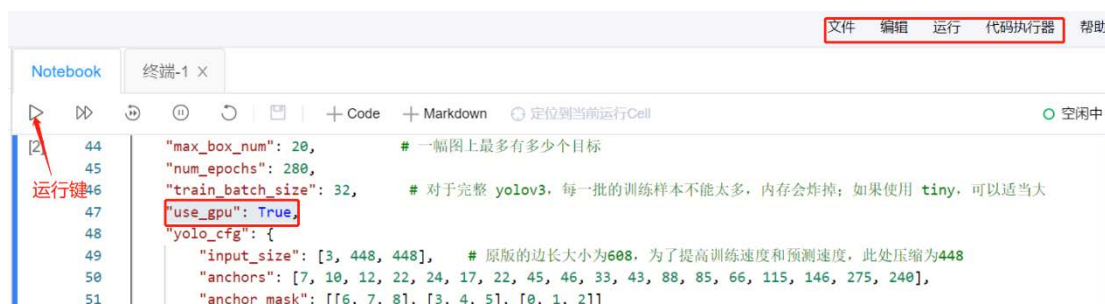 文件 编辑 运行 代码执行器 帮助
Notebook 终端-1 ×
+ Code + Markdown 定位到当前运行Cell 空闲中
[2] 44 "max_box_num": 20, # 一幅图上最多有多少个目标
45 "num_epochs": 280,
运行键 46 "train_batch_size": 32, # 对于完整 yolov3，每一批的训练样本不能太多，内存会炸掉；如果使用 tiny，可以适当大
47 "use_gpu": True,
48 "yolo_cfg": {
49 "input_size": [3, 448, 448], # 原版的边长大小为608，为了提高训练速度和预测速度，此处压缩为448
50 "anchors": [7, 10, 12, 22, 24, 17, 22, 45, 46, 33, 43, 88, 85, 66, 115, 146, 275, 240],
51 "anchor_mask": [[6, 7, 8], [3, 4, 5], [0, 1, 2]]